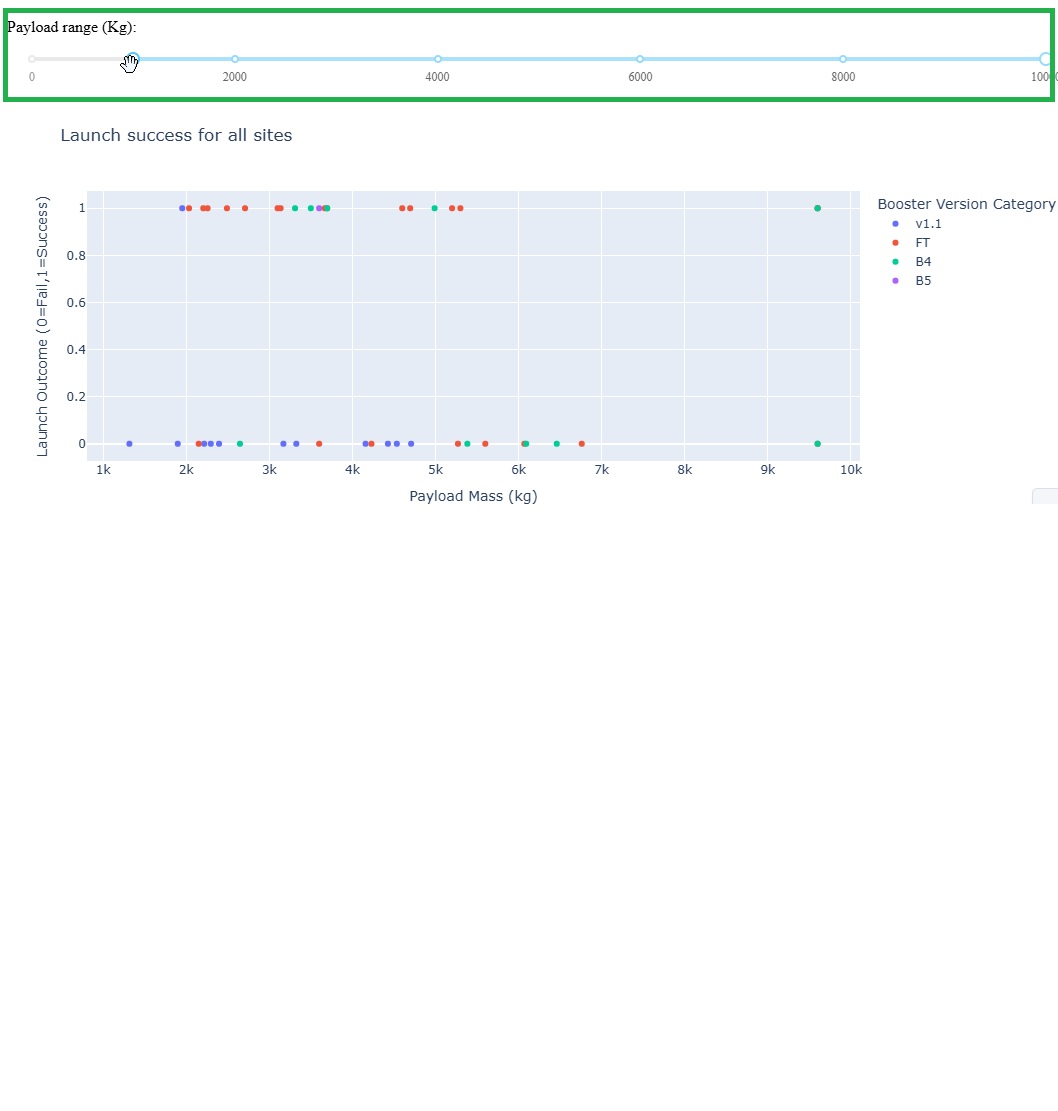 Payload range (Kg):
0 2000 4000 6000 8000 1000
Launch success for all sites
Launch Outcome (0=Fail,1=Success)
1
0.8
0.6
0.4
0.2
0
1k 2k 3k 4k 5k 6k 7k 8k 9k 10k
Payload Mass (kg)
Booster Version Category
v1.1
FT
B4
B5